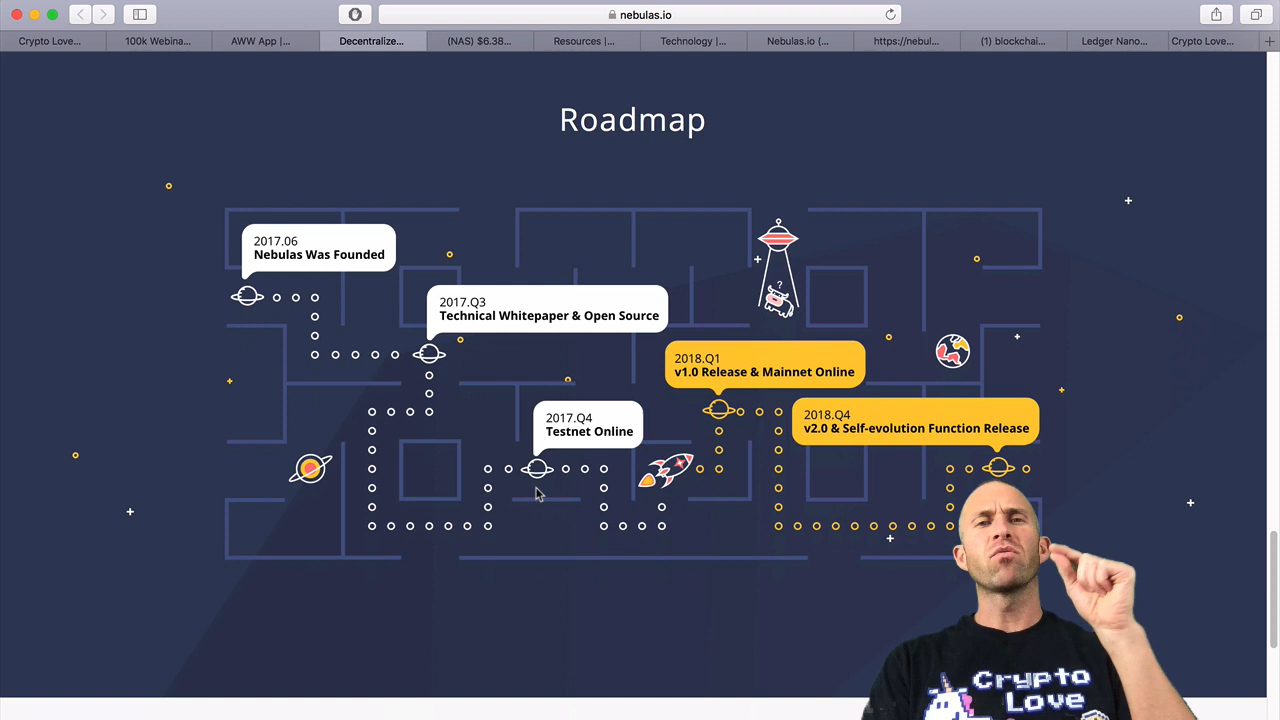 nebulas.io
Crypto Love...
100k Webina...
AWW App |...
Decentralize...
(NAS) $6.38...
Resources |...
Technology |...
Nebulas.io (...
https://nebul...
(1) blockchai...
Ledger Nano...
Crypto Love...
Roadmap
2017.06
Nebulas Was Founded
2017.Q3
Technical Whitepaper & Open Source
2018.Q1
v1.0 Release & Mainnet Online
2017.Q4
Testnet Online
2018.Q4
v2.0 & Self-evolution Function Release
?
Crypto
Love